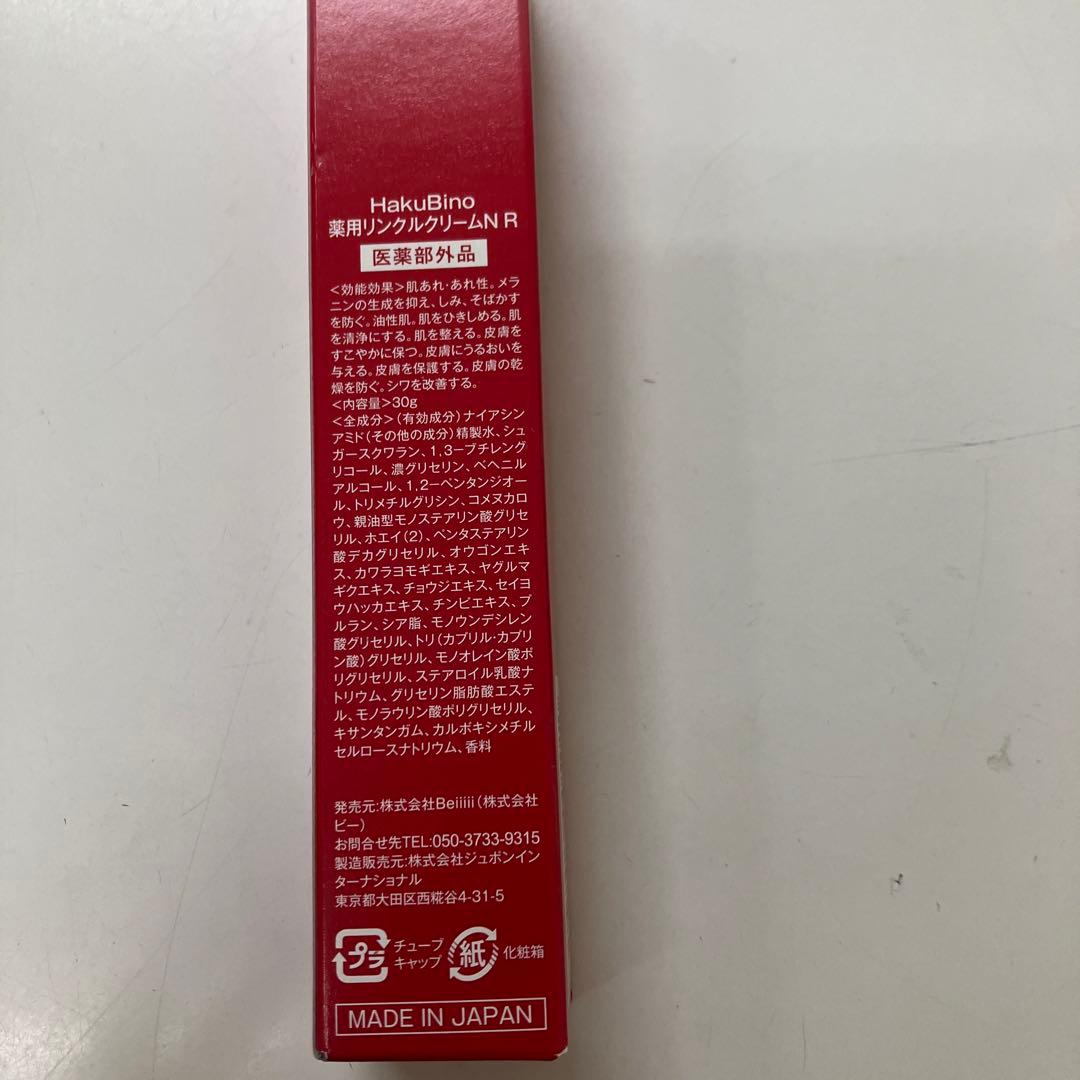 HakuBino
薬用リンクルクリームN R
医薬部外品
<効能効果>肌あれ・あれ性。メラ
ニンの生成を抑え、しみ、そばかす
を防ぐ。油性肌。肌をひきしめる。肌
を清浄にする。肌を整える。皮膚を
すこやかに保つ。皮膚にうるおいを
与える。皮膚を保護する。皮膚の乾
燥を防ぐ。シワを改善する。
<内容量>30g
<全成分>(有効成分)ナイアシン
アミド(その他の成分)精製水、シュ
ガースクワラン、1,3ーブチレング
リコール、濃グリセリン、ベヘニル
アルコール、1,2ーペンタンジオー
ル、トリメチルグリシン、コメヌカロ
ウ、親油型モノステアリン酸グリセ
リル、ホエイ(2)、ペンタステアリン
酸デカグリセリル、オウゴンエキ
ス、カワラヨモギエキス、ヤグルマ
ギクエキス、チョウジエキス、セイヨ
ウハッカエキス、チンピエキス、プ
ルラン、シア脂、モノウンデシレン
酸グリセリル、トリ(カプリル・カプリ
ン酸)グリセリル、モノオレイン酸ポ
リグリセリル、ステアロイル乳酸ナ
トリウム、グリセリン脂肪酸エステ
ル、モノラウリン酸ポリグリセリル、
キサンタンガム、カルボキシメチル
セルロースナトリウム、香料
発売元:株式会社Beiiiii(株式会社
ビー)
お問合せ先TEL:050-3733-9315
製造販売元:株式会社ジュポンイン
ターナショナル
東京都大田区西糀谷4-31-5
プラ
チューブ
キャップ
紙
化粧箱
MADE IN JAPAN